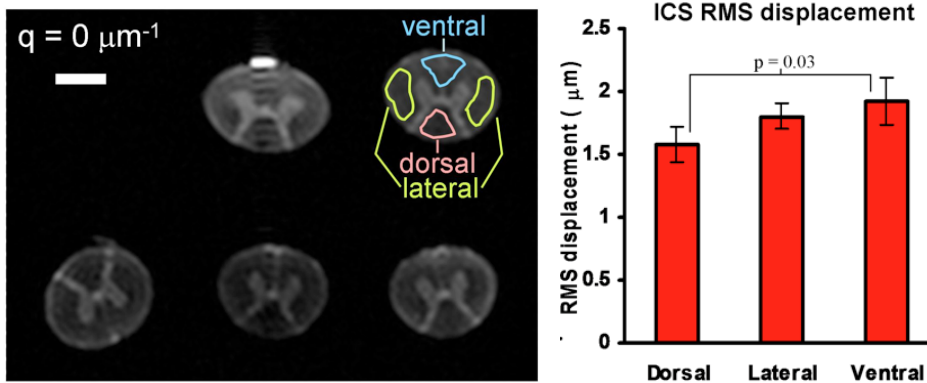 q = 0 μm-1
ventral
dorsal
lateral
ICS RMS displacement
RMS displacement ( μm)
2.5
2
1.5
1
0.5
0
p = 0.03
Dorsal Lateral Ventral